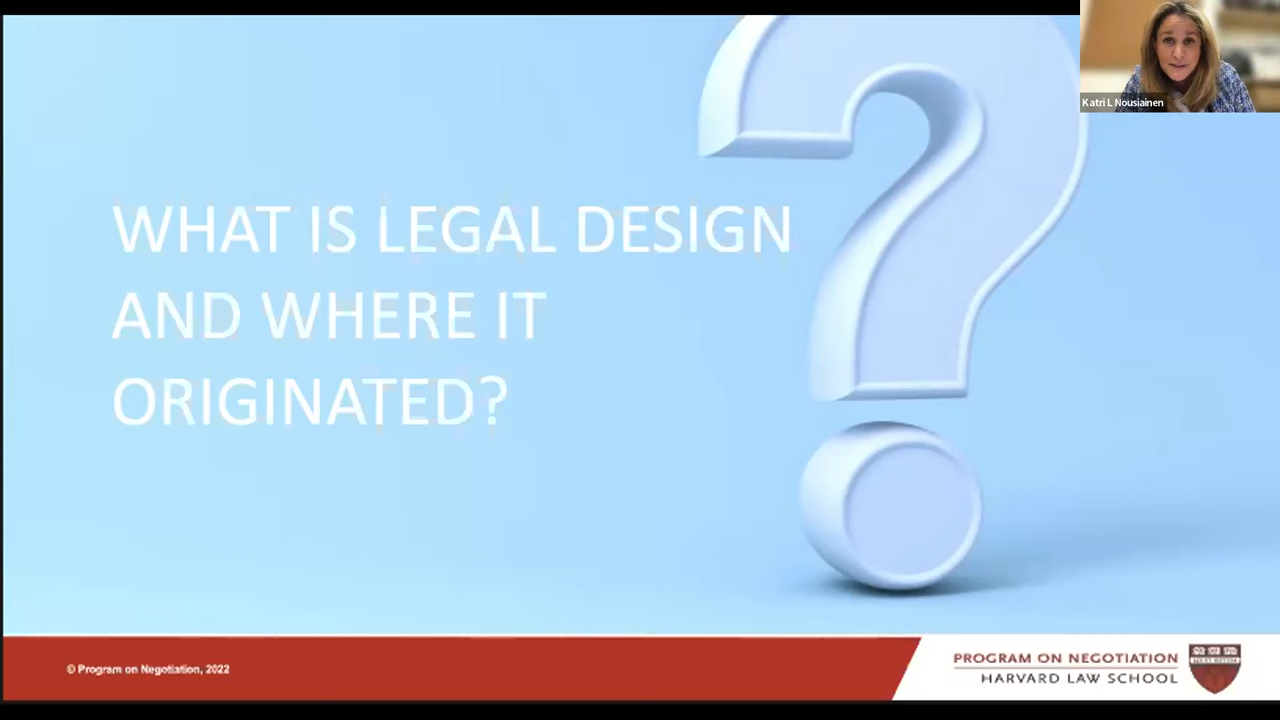 Katri L Nousiainen
WHAT IS LEGAL DESIGN
AND WHERE IT
ORIGINATED?
© Program on Negotiation, 2022
PROGRAM ON NEGOTIATION
HARVARD LAW SCHOOL